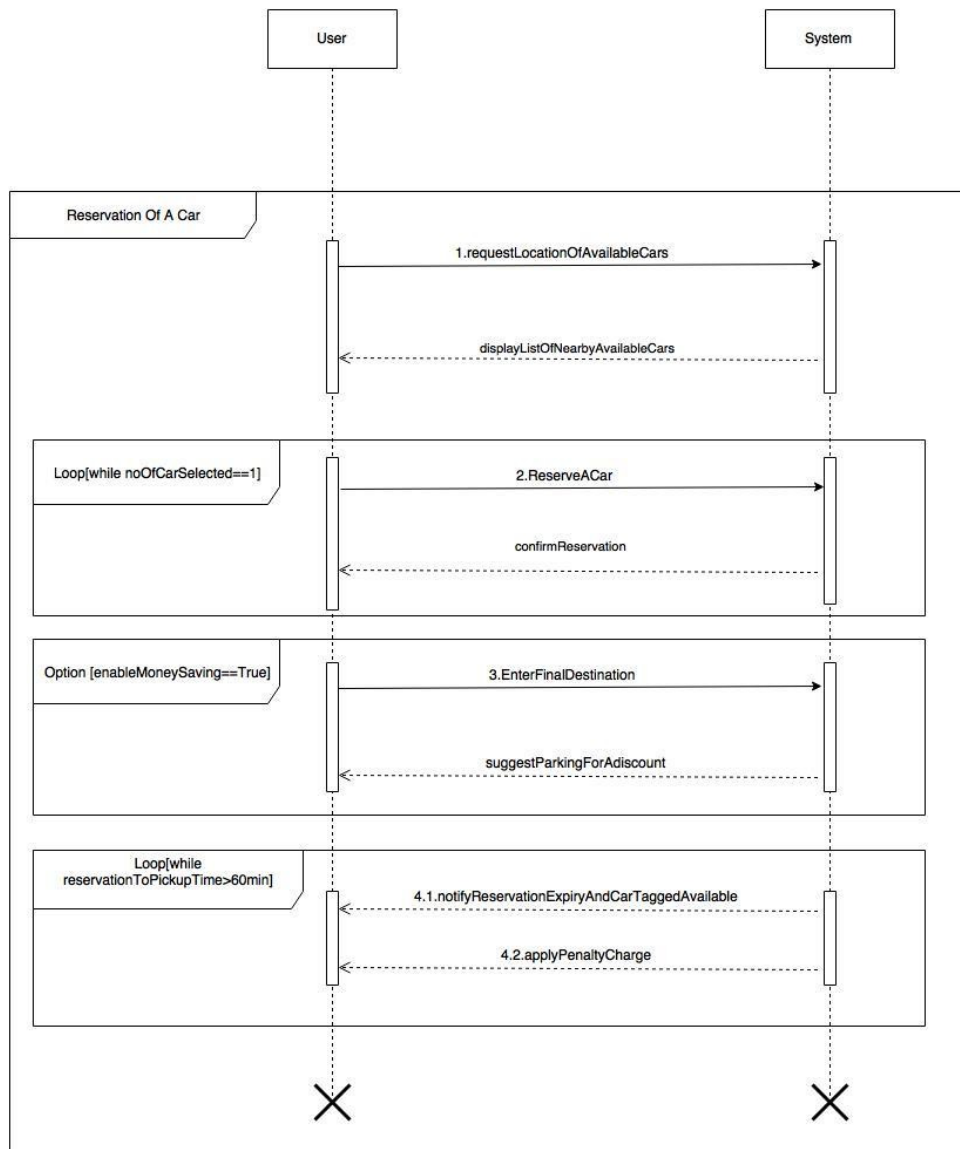 User
System
Reservation Of A Car
1.requestLocationOfAvailableCars
displayListOfNearbyAvailableCars
Loop[while noOfCarSelected==1]
2.ReserveACar
confirmReservation
Option [enableMoneySaving==True]
3.EnterFinalDestination
suggestParkingForAdiscount
Loop[while
reservationToPickupTime>60min]
4.1.notifyReservationExpiryAndCarTaggedAvailable
4.2.applyPenaltyCharge